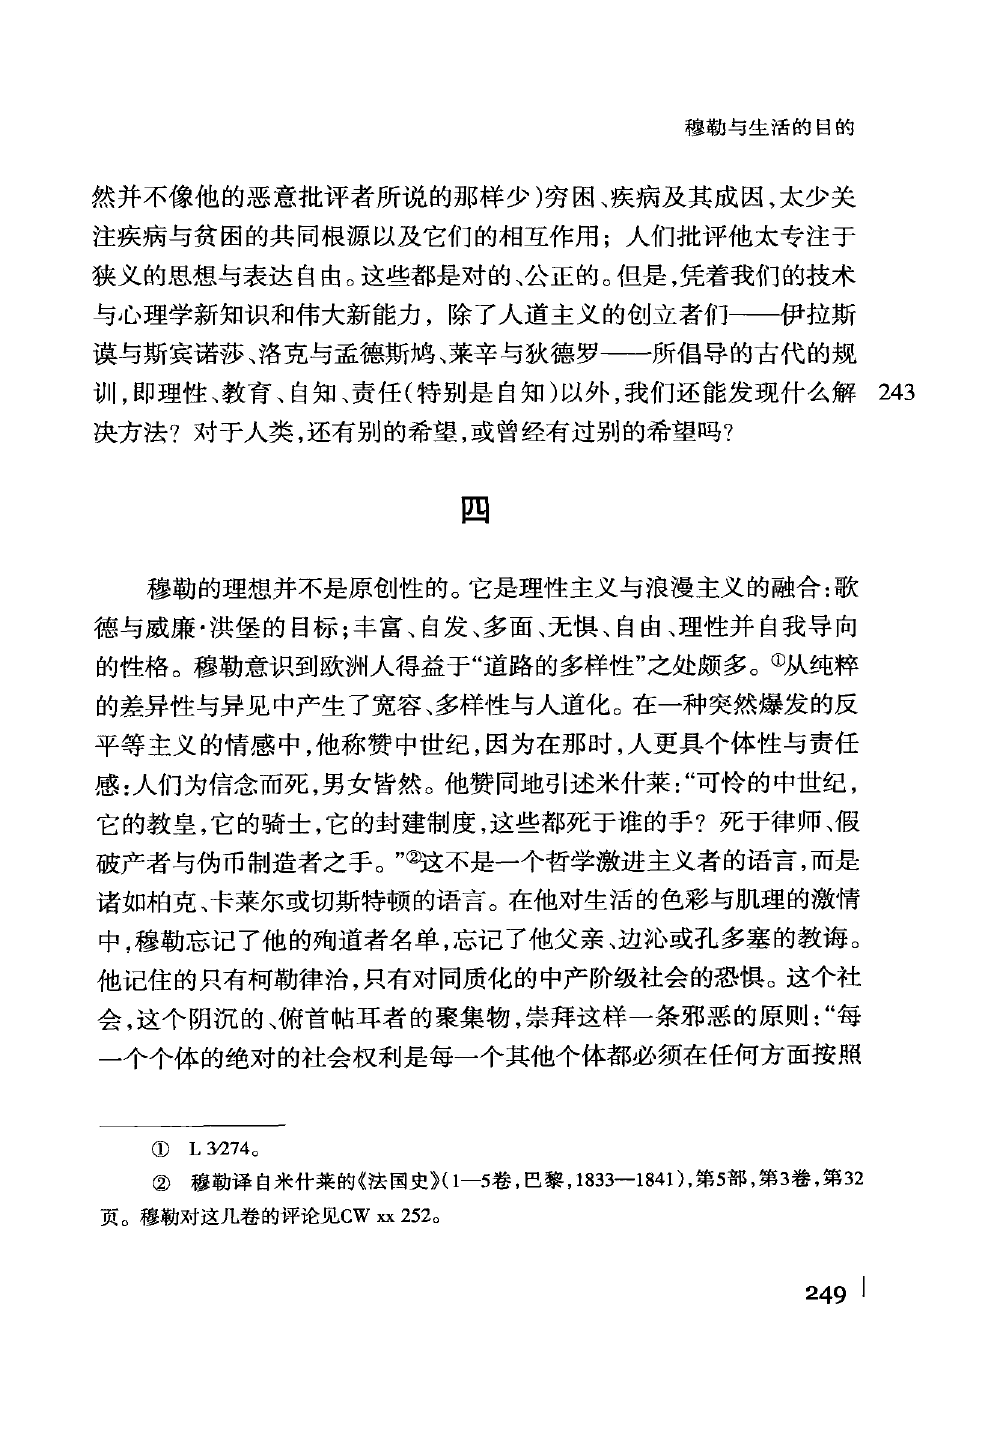 穆勒与生活的目的
然并不像他的恶意批评者所说的那样少)穷困、疾病及其成因,太少关
注疾病与贫困的共同根源以及它们的相互作用；人们批评他太专注于
狭义的思想与表达自由。这些都是对的、公正的。但是,凭着我们的技术
与心理学新知识和伟大新能力，除了人道主义的创立者们——伊拉斯
谟与斯宾诺莎、洛克与孟德斯鸠、莱辛与狄德罗——所倡导的古代的规
训,即理性、教育、自知、责任(特别是自知)以外,我们还能发现什么解 243
决方法？对于人类,还有别的希望,或曾经有过别的希望吗？
四
穆勒的理想并不是原创性的。它是理性主义与浪漫主义的融合:歌
德与威廉·洪堡的目标;丰富、自发、多面、无惧、自由、理性并自我导向
的性格。穆勒意识到欧洲人得益于“道路的多样性”之处颇多。①从纯粹
的差异性与异见中产生了宽容、多样性与人道化。在一种突然爆发的反
平等主义的情感中,他称赞中世纪,因为在那时,人更具个体性与责任
感:人们为信念而死,男女皆然。他赞同地引述米什莱:“可怜的中世纪,
它的教皇,它的骑士,它的封建制度,这些都死于谁的手？死于律师、假
破产者与伪币制造者之手。”②这不是一个哲学激进主义者的语言,而是
诸如柏克、卡莱尔或切斯特顿的语言。在他对生活的色彩与肌理的激情
中,穆勒忘记了他的殉道者名单,忘记了他父亲、边沁或孔多塞的教诲。
他记住的只有柯勒律治,只有对同质化的中产阶级社会的恐惧。这个社
会,这个阴沉的、俯首帖耳者的聚集物,崇拜这样一条邪恶的原则:“每
一个个体的绝对的社会权利是每一个其他个体都必须在任何方面按照
① L 3/274。
② 穆勒译自米什莱的《法国史》(1—5卷,巴黎,1833—1841),第5部,第3卷,第32
页。穆勒对这几卷的评论见CW xx 252。
249